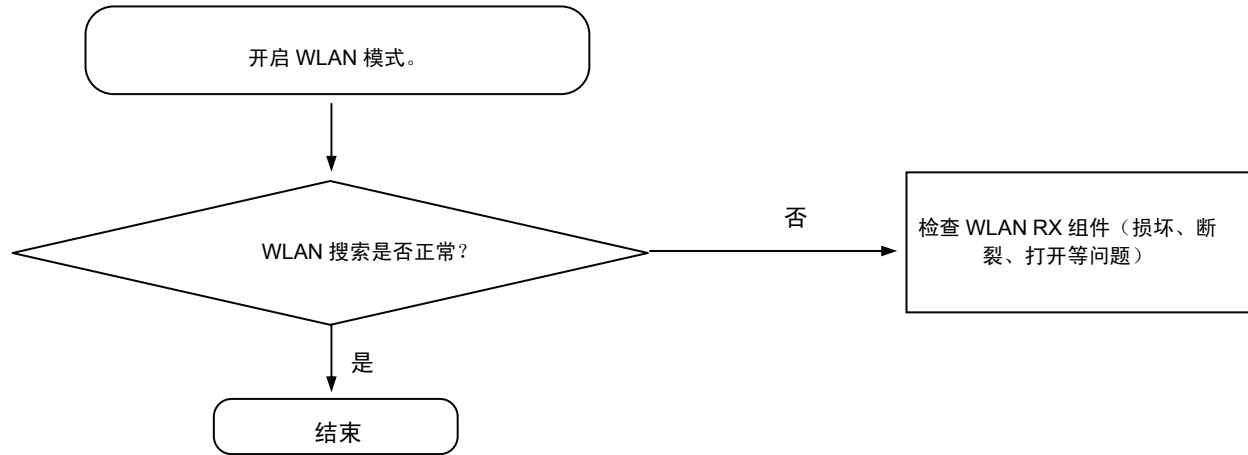 开启 WLAN 模式。
WLAN 搜索是否正常？
否
检查 WLAN RX 组件（损坏、断
裂、打开等问题）
是
结束